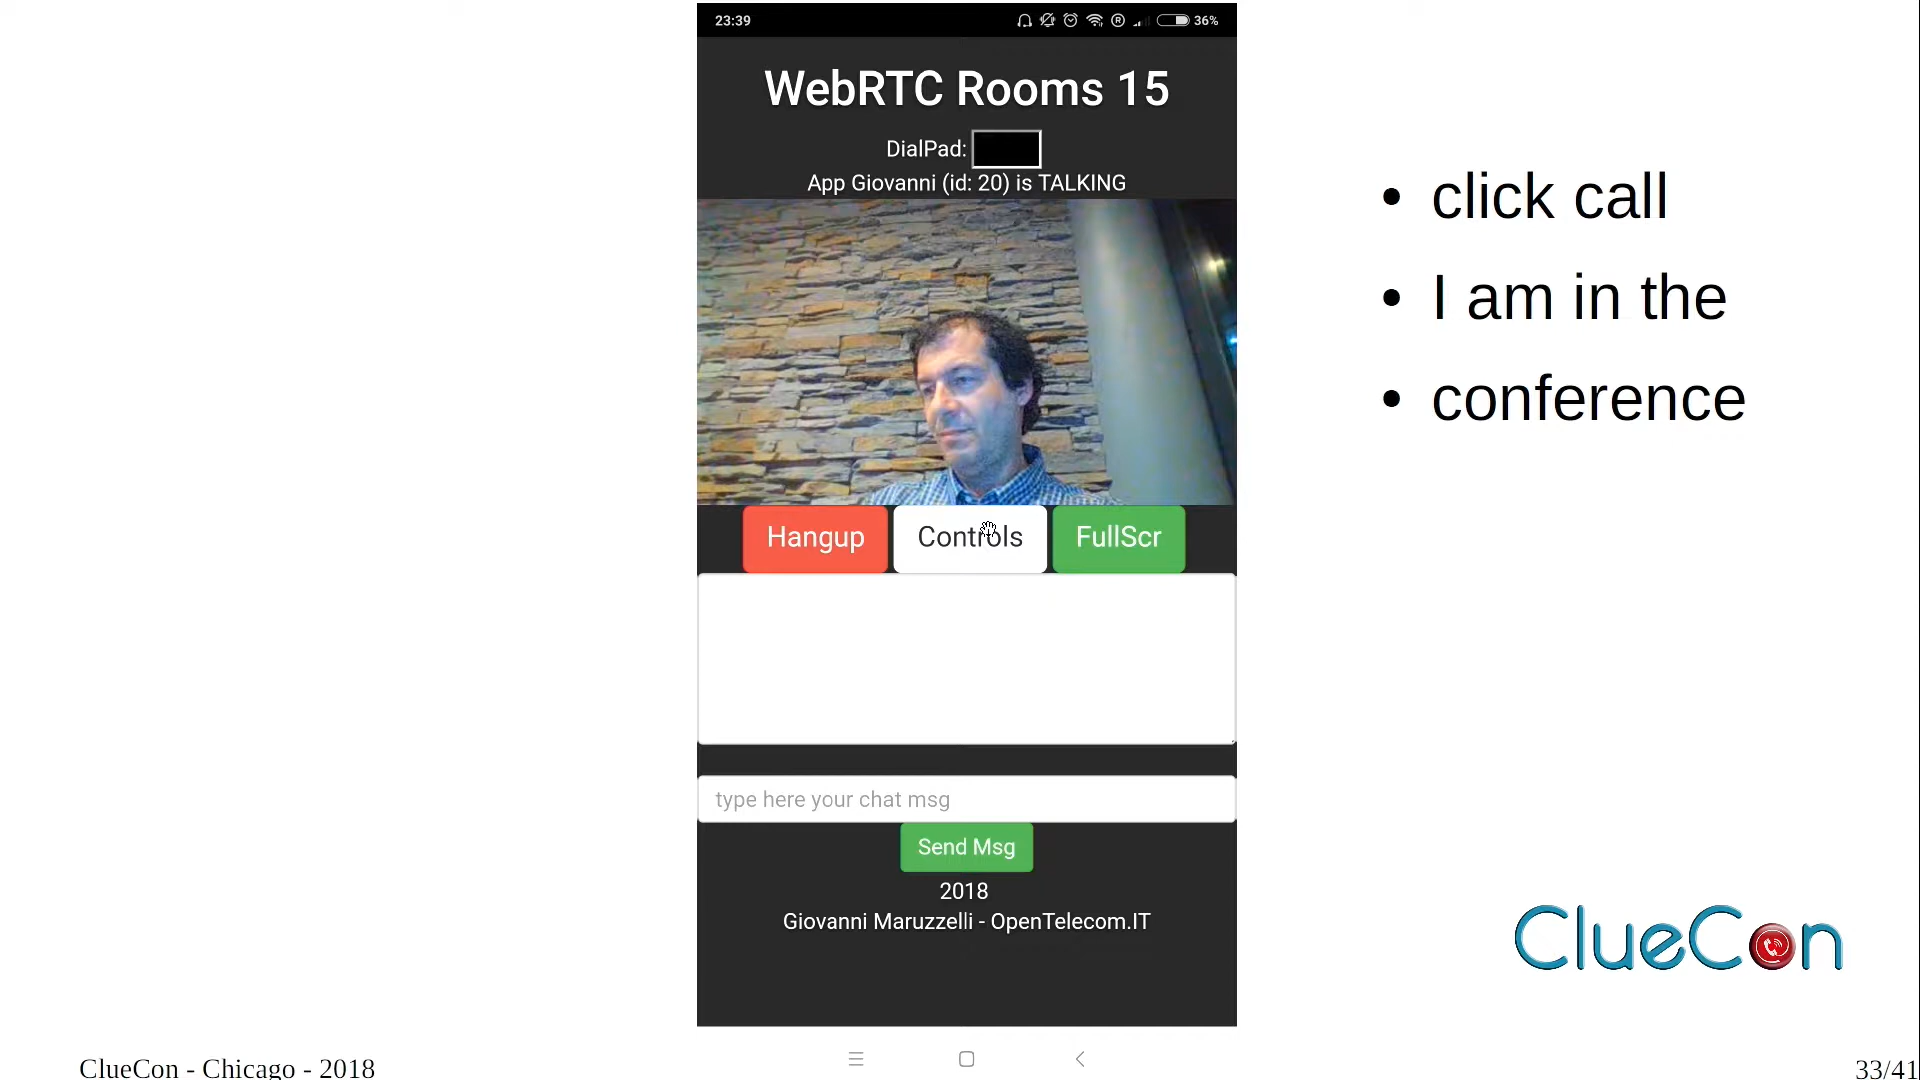 23:39
36%
WebRTC Rooms 15
DialPad:
App Giovanni (id: 20) is TALKING
Hangup
Controls
FullScr
type here your chat msg
Send Msg
2018
Giovanni Maruzzelli - OpenTelecom.IT
• click call
• I am in the
• conference
ClueCon
ClueCon - Chicago - 2018
33/41